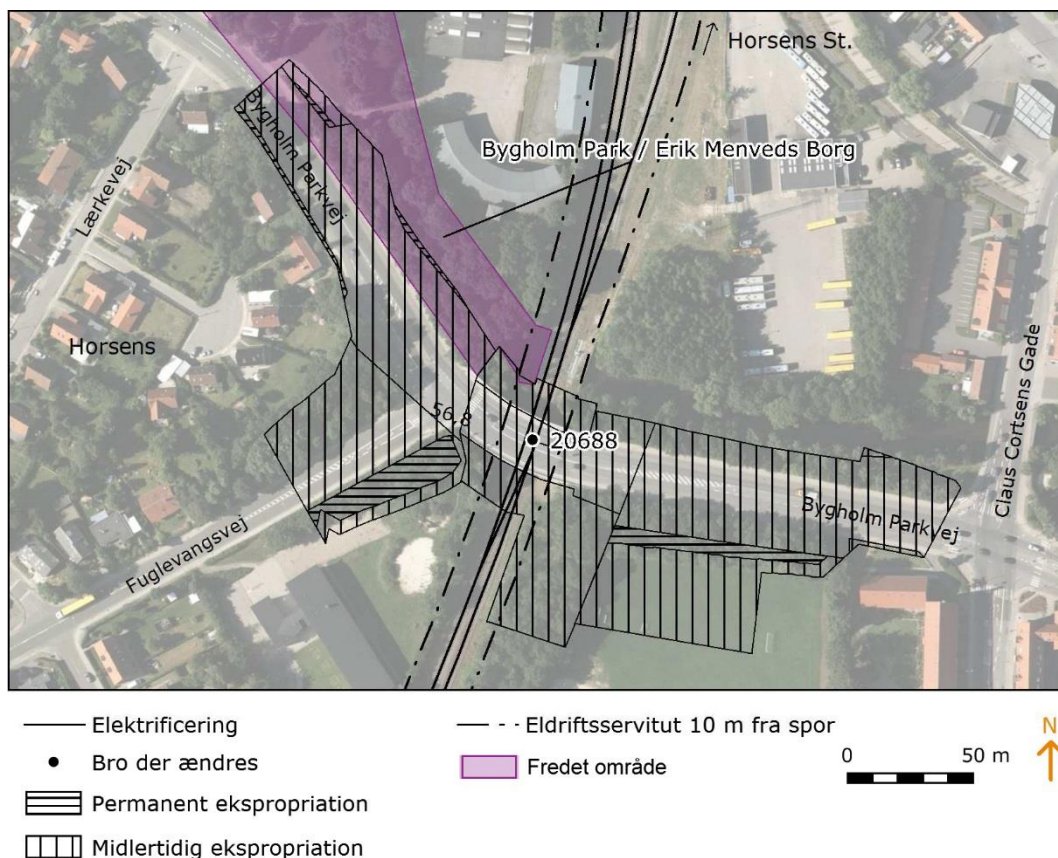 Horsens St.
Bygholm Park / Erik Menveds Borg
Bygholm Parkvej
Lærkevej
Horsens
56,8
20688
Claus Cortsens Gade
Bygholm Parkvej
Fuglevangsvej
Elektrificering
Bro der ændres
Permanent ekspropriation
Midlertidig ekspropriation
Eldriftsservitut 10 m fra spor
Fredet område
0 50 m
N